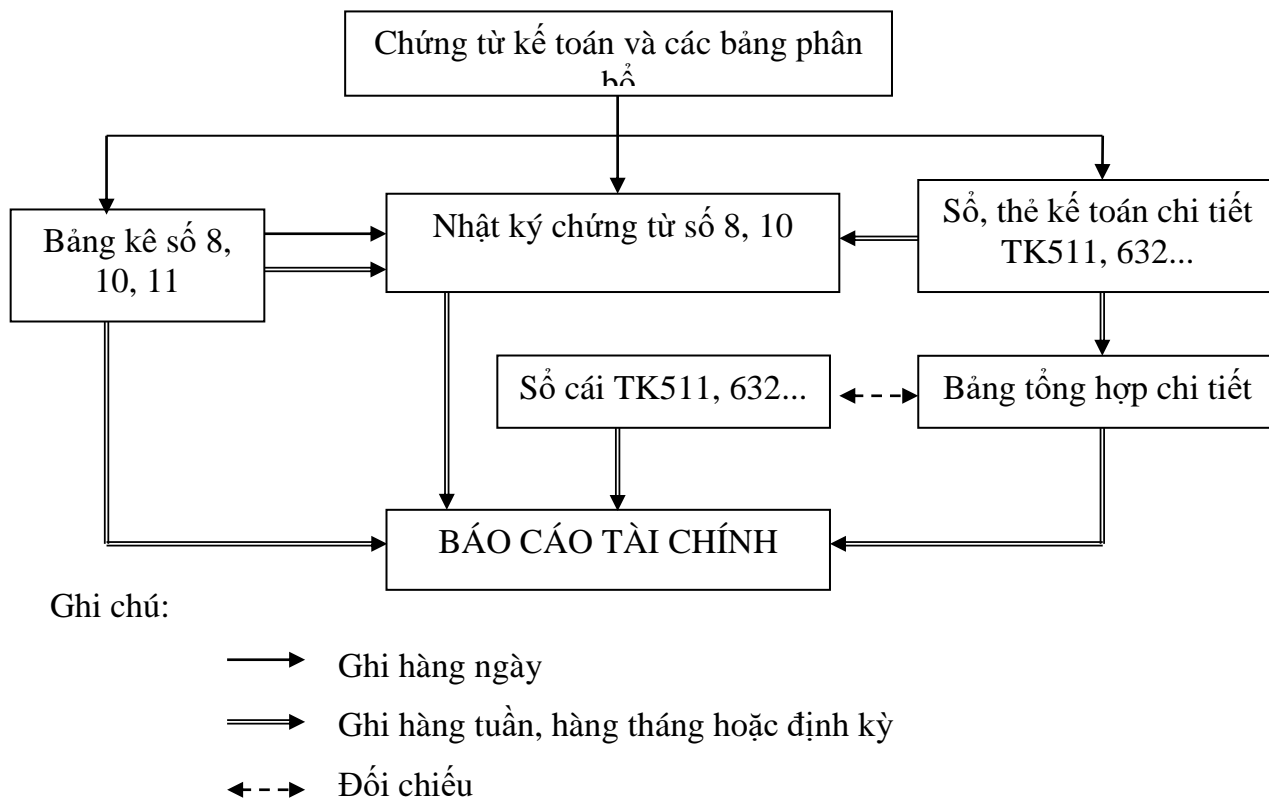 Chứng từ kế toán và các bảng phân
bổ
Bảng kê số 8,
10, 11
Nhật ký chứng từ số 8, 10
Sổ, thẻ kế toán chi tiết
TK511, 632...
Sổ cái TK511, 632...
Bảng tổng hợp chi tiết
BÁO CÁO TÀI CHÍNH
Ghi chú:
Ghi hàng ngày
Ghi hàng tuần, hàng tháng hoặc định kỳ
Đối chiếu